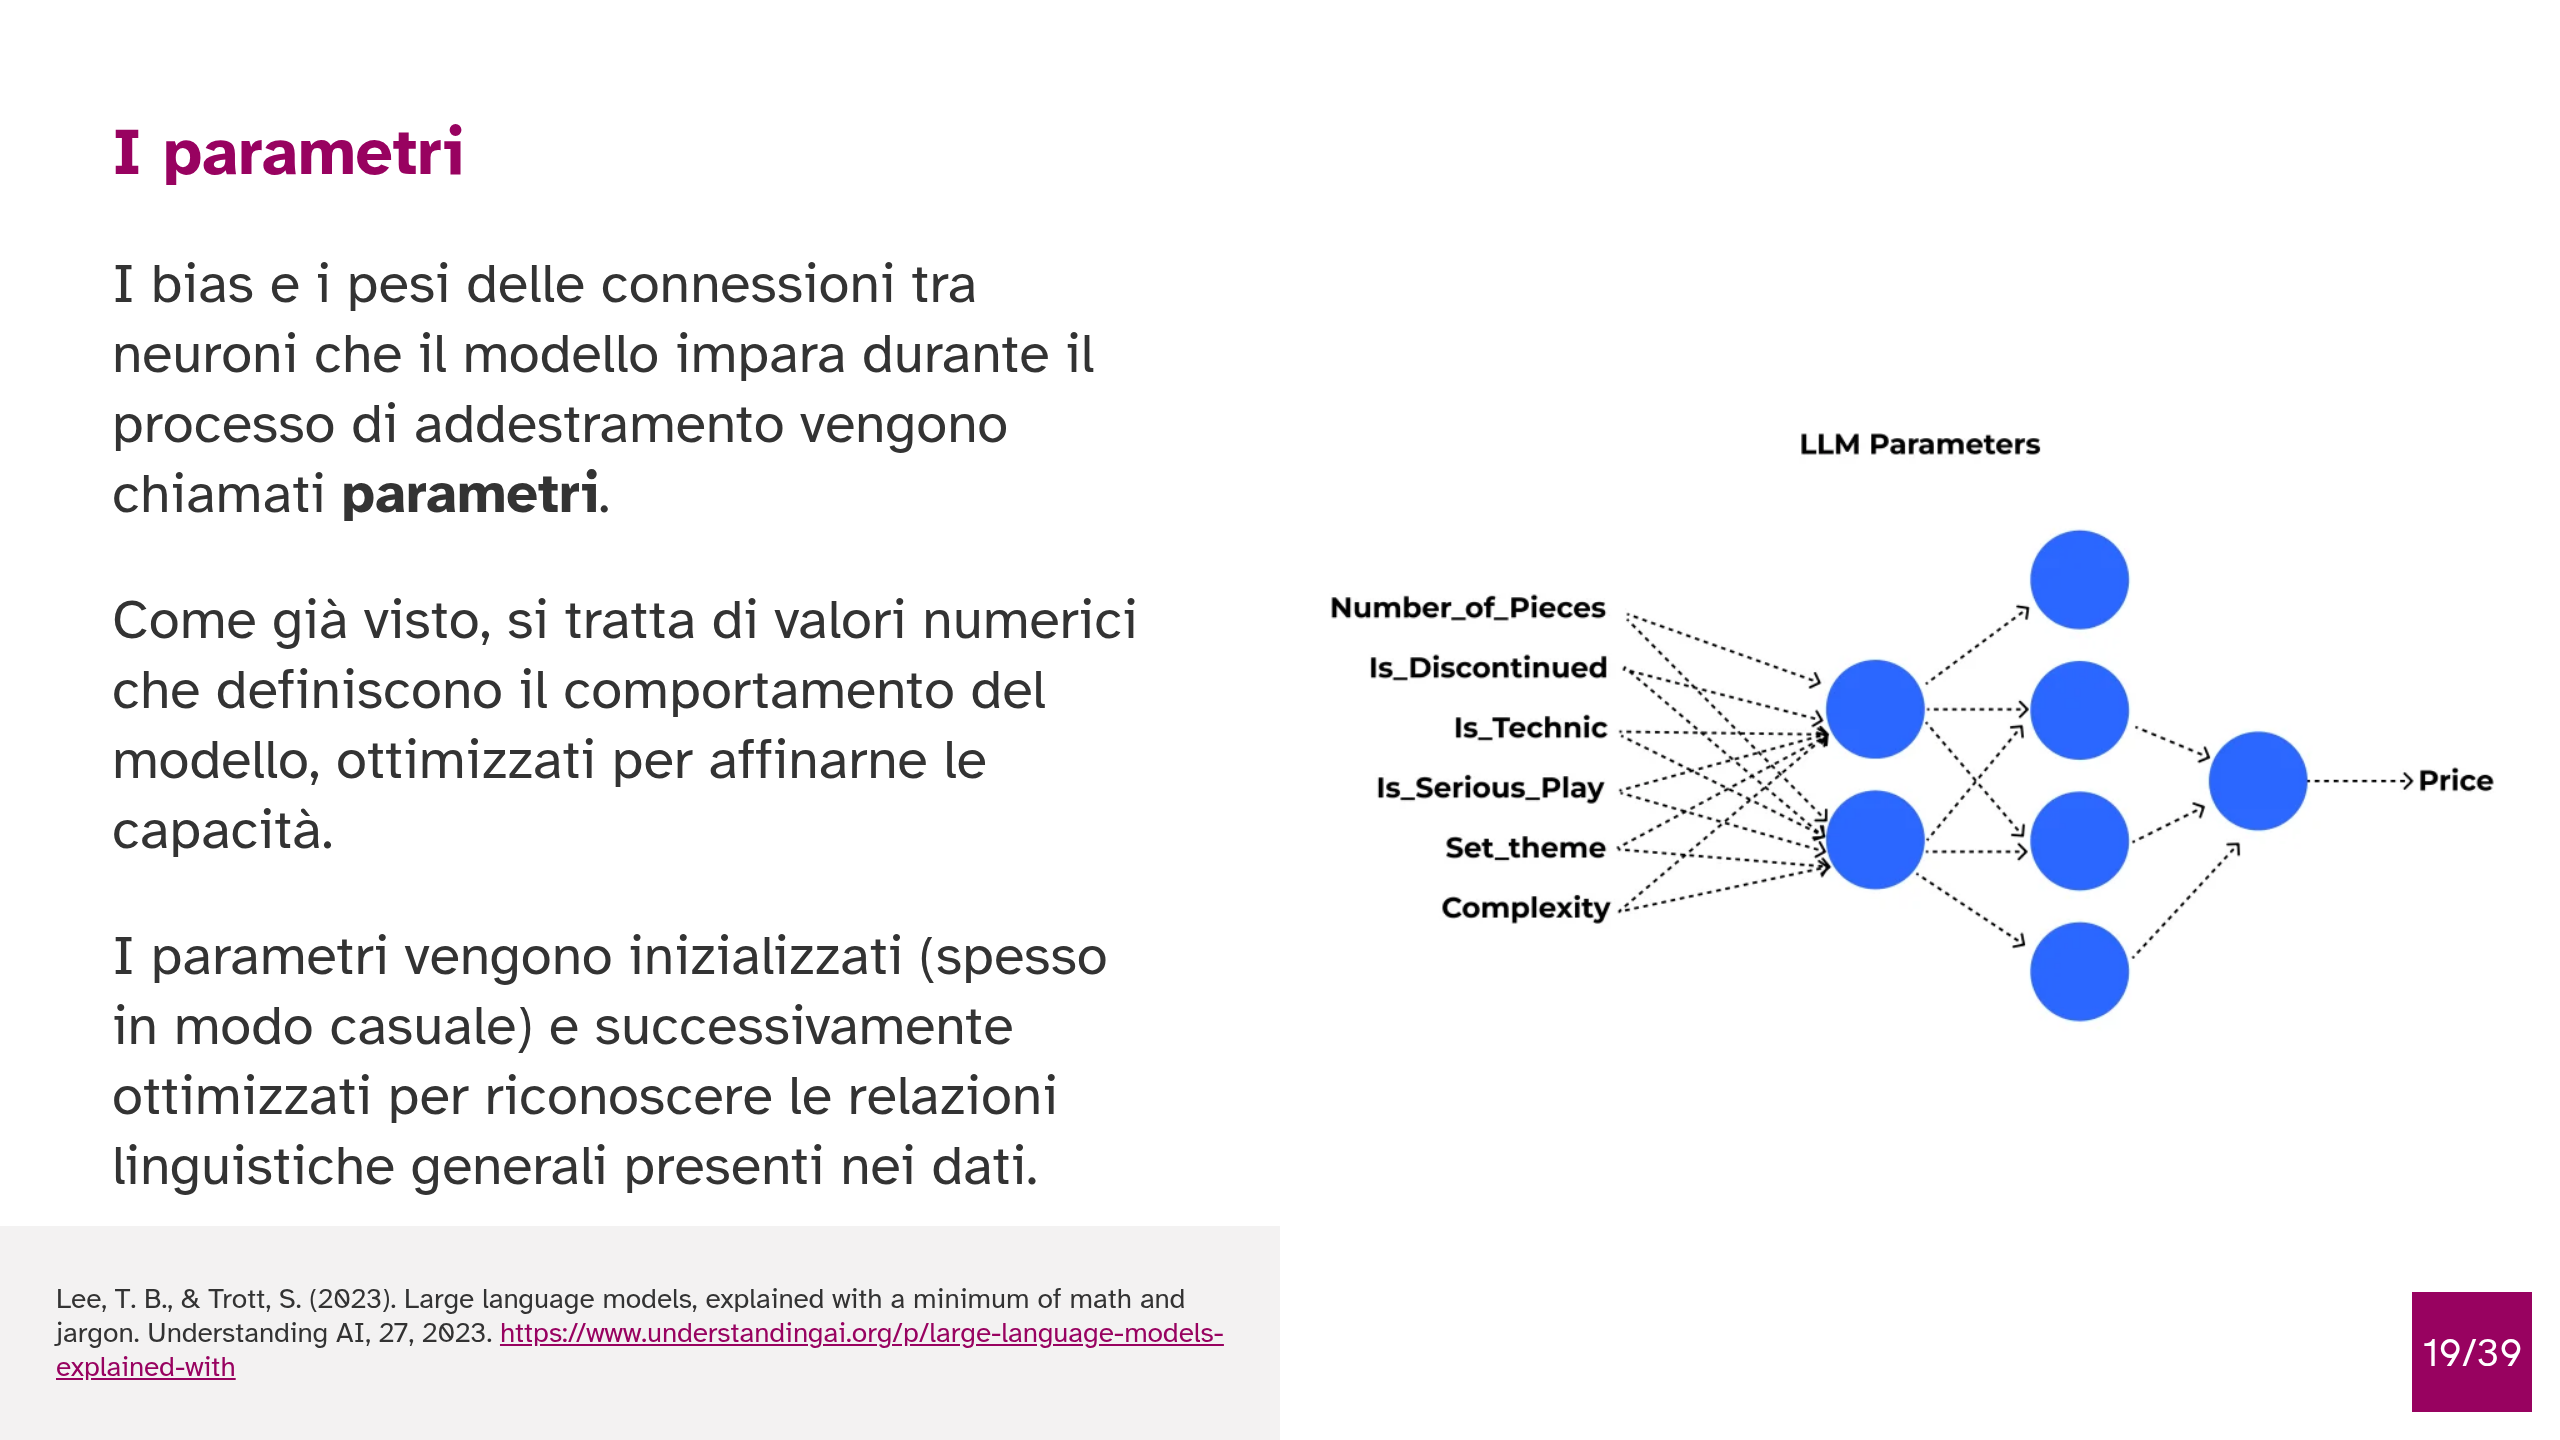 I parametri
I bias e i pesi delle connessioni tra
neuroni che il modello impara durante il
processo di addestramento vengono
chiamati parametri.
Come già visto, si tratta di valori numerici
che definiscono il comportamento del
modello, ottimizzati per affinarne le
capacità.
I parametri vengono inizializzati (spesso
in modo casuale) e successivamente
ottimizzati per riconoscere le relazioni
linguistiche generali presenti nei dati.
LLM Parameters
Number_of_Pieces
Is_Discontinued
Is_Technic
Is_Serious_Play
Set_theme
Complexity
Price
Lee, T. B., & Trott, S. (2023). Large language models, explained with a minimum of math and
jargon. Understanding AI, 27, 2023. https://www.understandingai.org/p/large-language-models-
explained-with
19/39